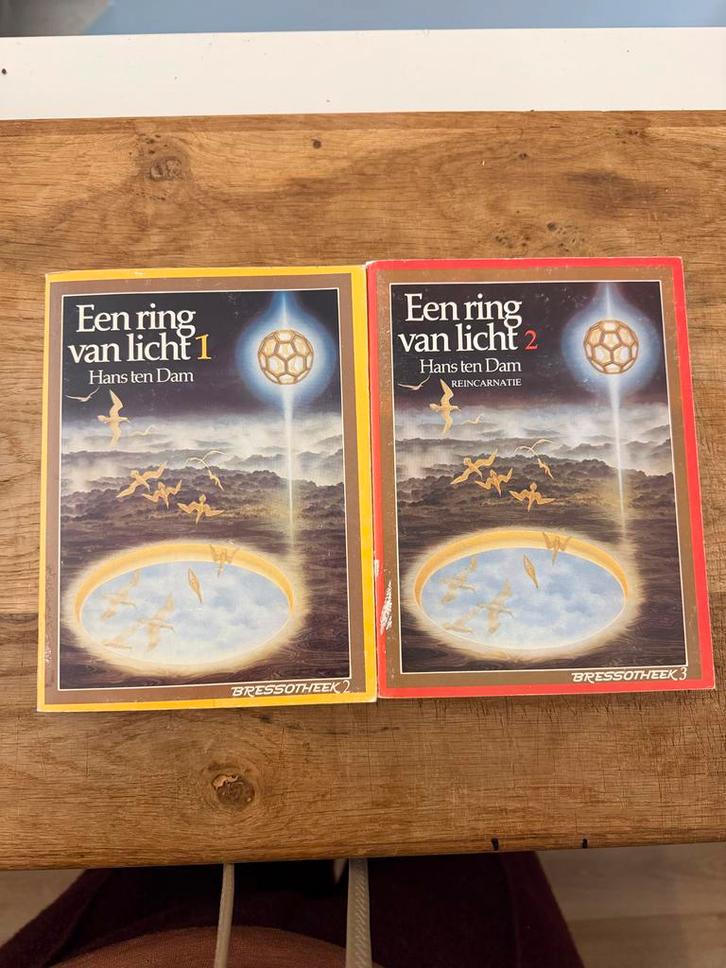 Een ring
van licht 1
Hans ten Dam
BRESSOTHEEK 2
Een ring
van licht 2
Hans ten Dam
REINCARNATIE
BRESSOTHEEK 3